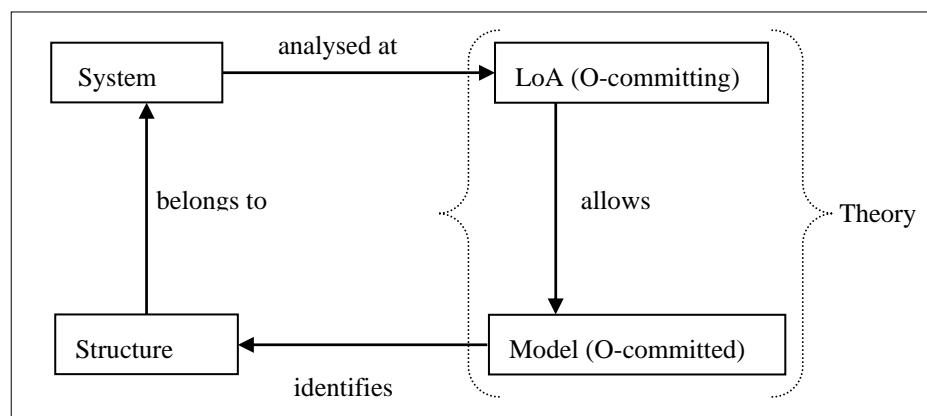 analysed at
System
LoA (O-committing)
belongs to
allows
Theory
Structure
Model (O-committed)
identifies